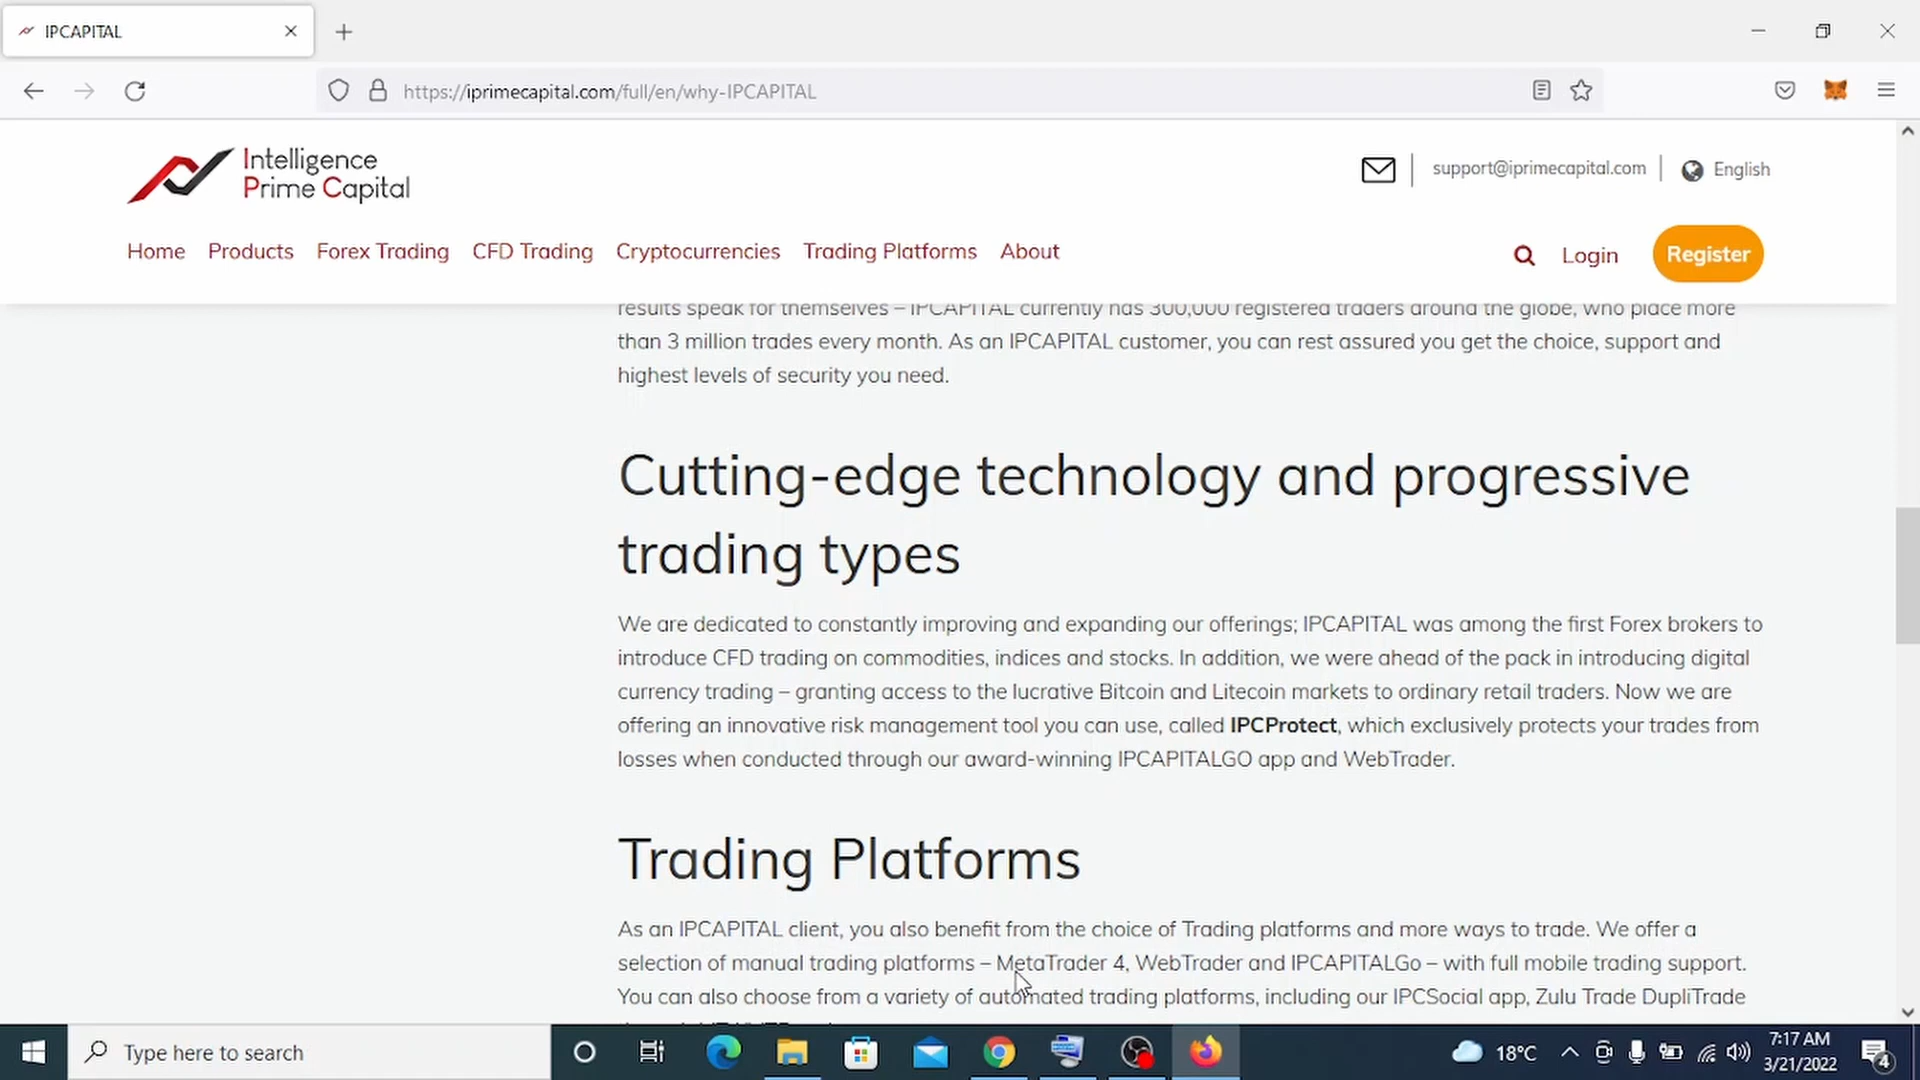 IPCAPITAL
https://iprimecapital.com/full/en/why-IPCAPITAL
Intelligence
Prime Capital
support@iprimecapital.com
English
Home Products Forex Trading CFD Trading Cryptocurrencies Trading Platforms About
Login
Register
results speak for themselves – IPCAPITAL currently has 300,000 registered traders around the globe, who place more
than 3 million trades every month. As an IPCAPITAL customer, you can rest assured you get the choice, support and
highest levels of security you need.
Cutting-edge technology and progressive
trading types
We are dedicated to constantly improving and expanding our offerings; IPCAPITAL was among the first Forex brokers to
introduce CFD trading on commodities, indices and stocks. In addition, we were ahead of the pack in introducing digital
currency trading – granting access to the lucrative Bitcoin and Litecoin markets to ordinary retail traders. Now we are
offering an innovative risk management tool you can use, called IPCProtect, which exclusively protects your trades from
losses when conducted through our award-winning IPCAPITALGO app and WebTrader.
Trading Platforms
As an IPCAPITAL client, you also benefit from the choice of Trading platforms and more ways to trade. We offer a
selection of manual trading platforms – MetaTrader 4, WebTrader and IPCAPITALGo – with full mobile trading support.
You can also choose from a variety of automated trading platforms, including our IPCSocial app, Zulu Trade DupliTrade
Type here to search
18°C
7:17 AM
3/21/2022
4